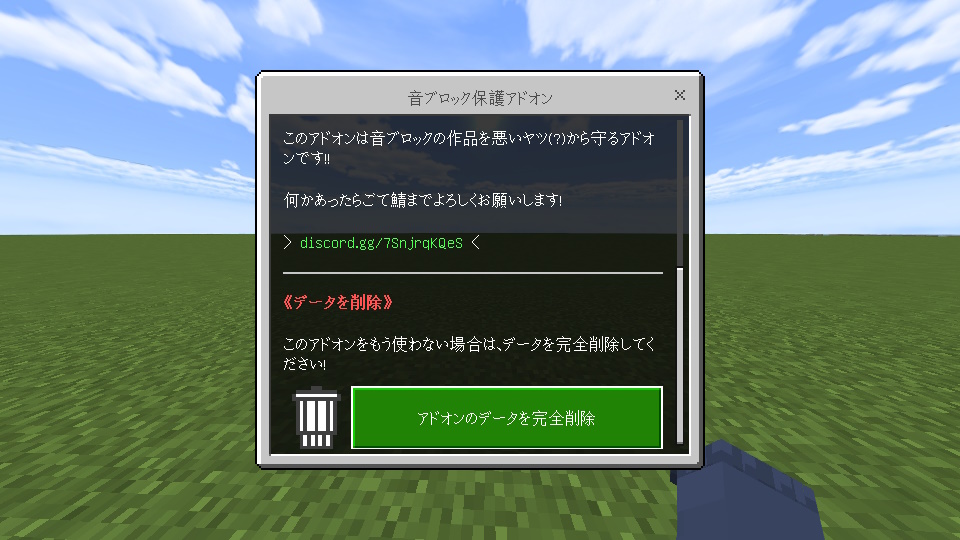 音ブロック保護アドオン
このアドオンは音ブロックの作品を悪いヤツ(?)から守るアドオ
ンです!!
何かあったらごて鯖までよろしくお願いします!
> discord.gg/7SnjrqKQeS <
《データを削除》
このアドオンをもう使わない場合は、データを完全削除してく
ださい!
アドオンのデータを完全削除